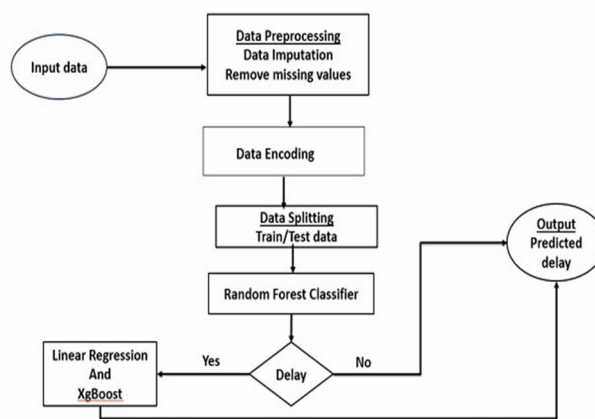 Input data
Data Preprocessing
Data Imputation
Remove missing values
Data Encoding
Data Splitting
Train/Test data
Random Forest Classifier
Delay
Yes
No
Linear Regression
And
XgBoost
Output
Predicted
delay